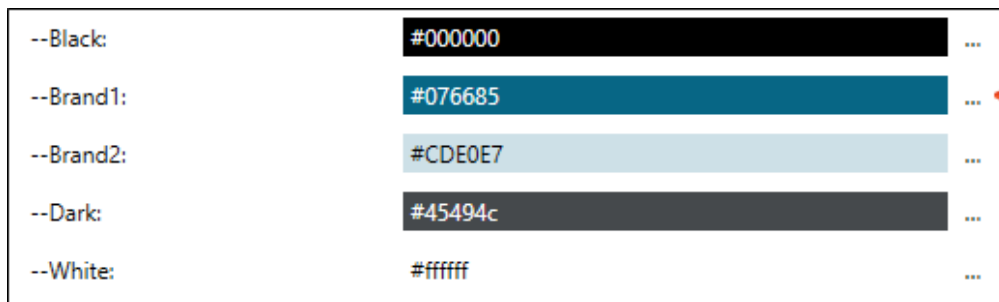 --Black: #000000 ...
--Brand1: #076685 ...
--Brand2: #CDE0E7 ...
--Dark: #45494c ...
--White: #ffffff ...